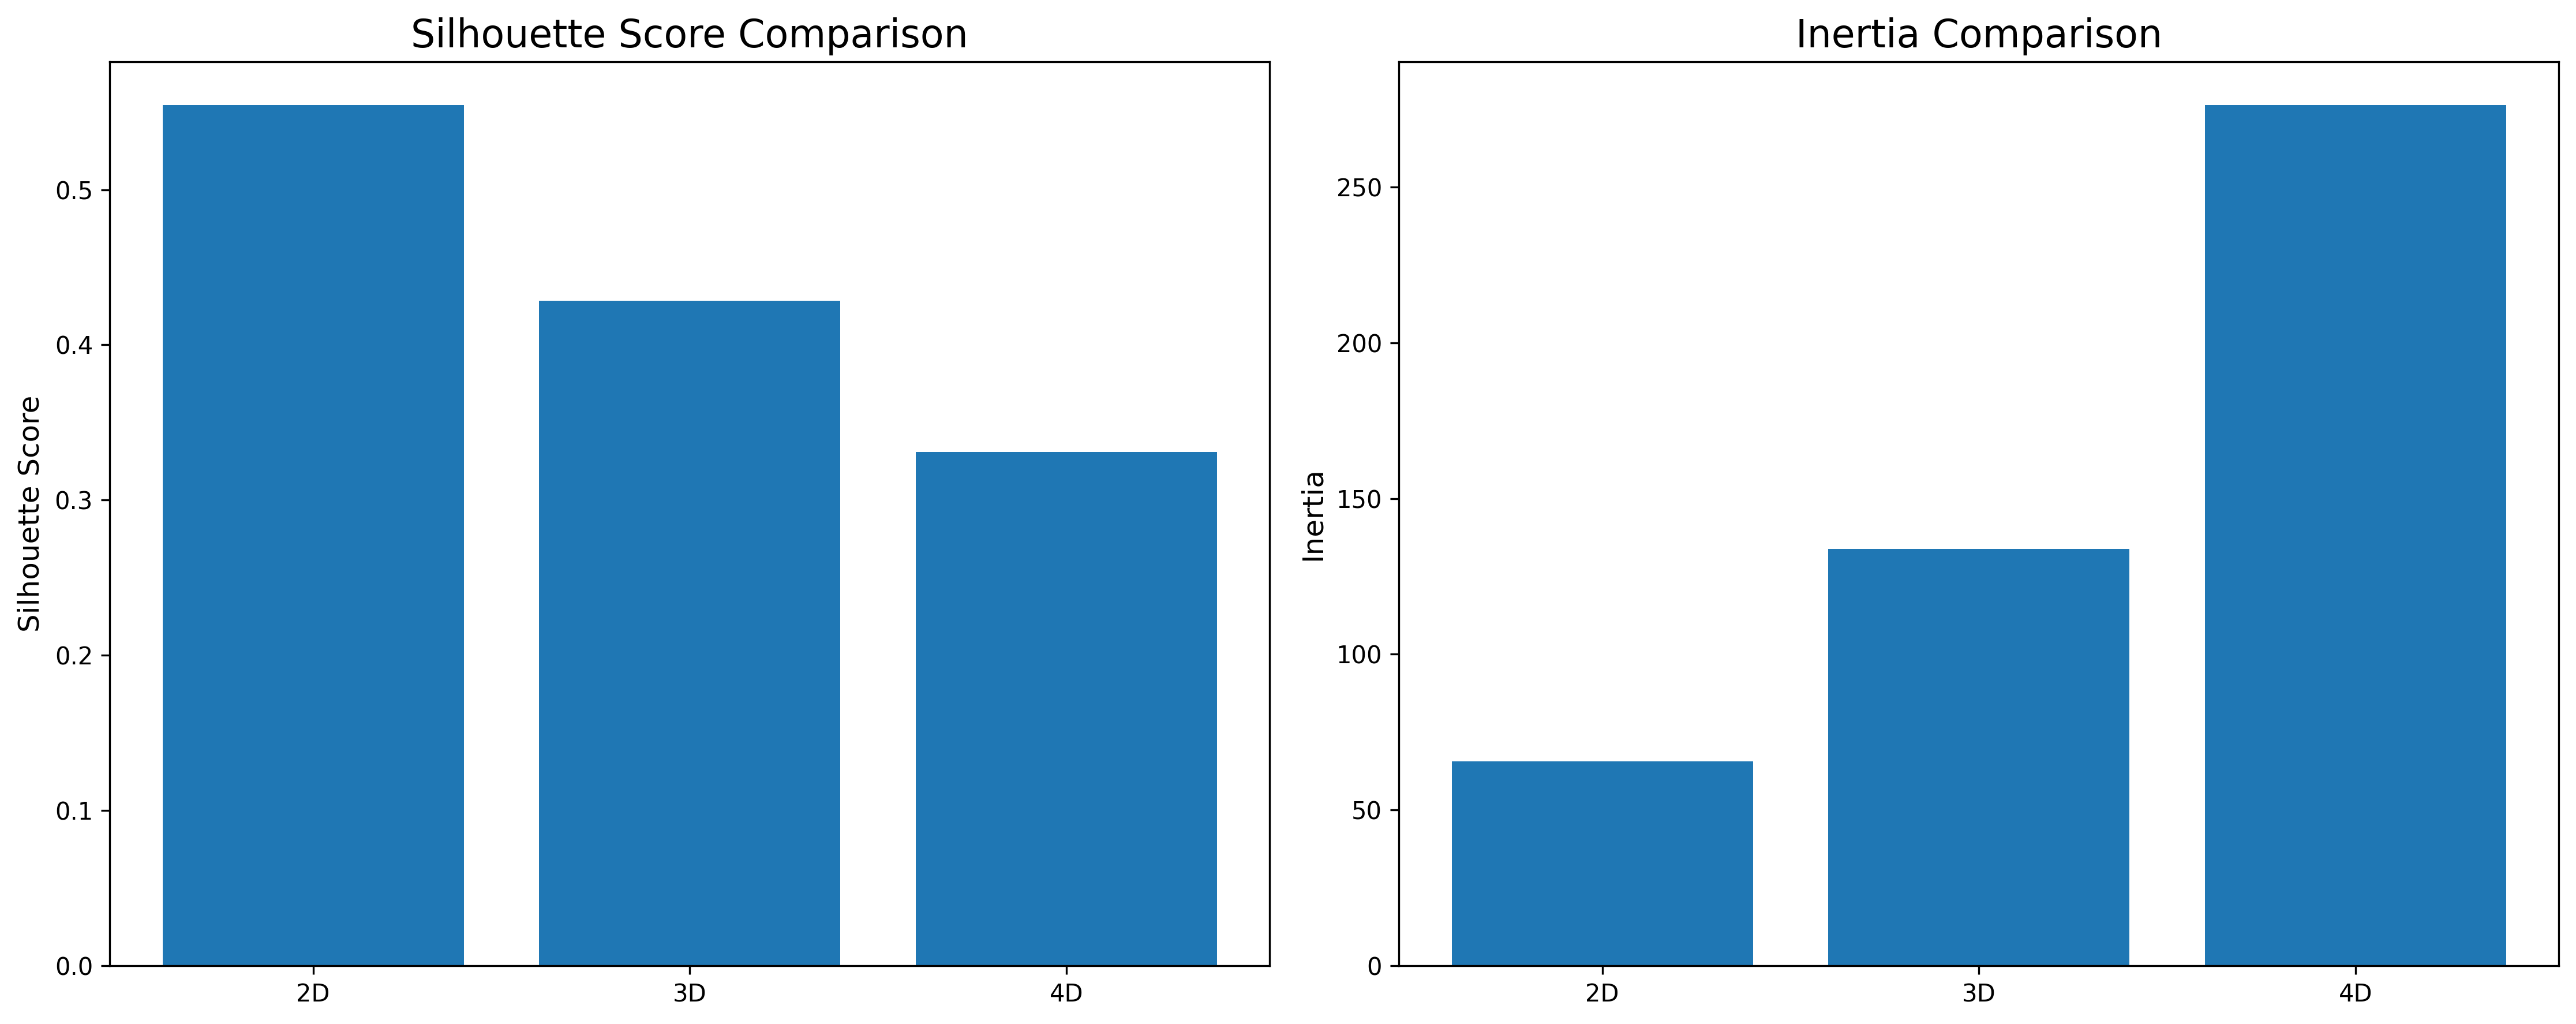 Silhouette Score Comparison
Silhouette Score
0.5
0.4
0.3
0.2
0.1
0.0
2D 3D 4D
Inertia Comparison
Inertia
250
200
150
100
50
0
2D 3D 4D